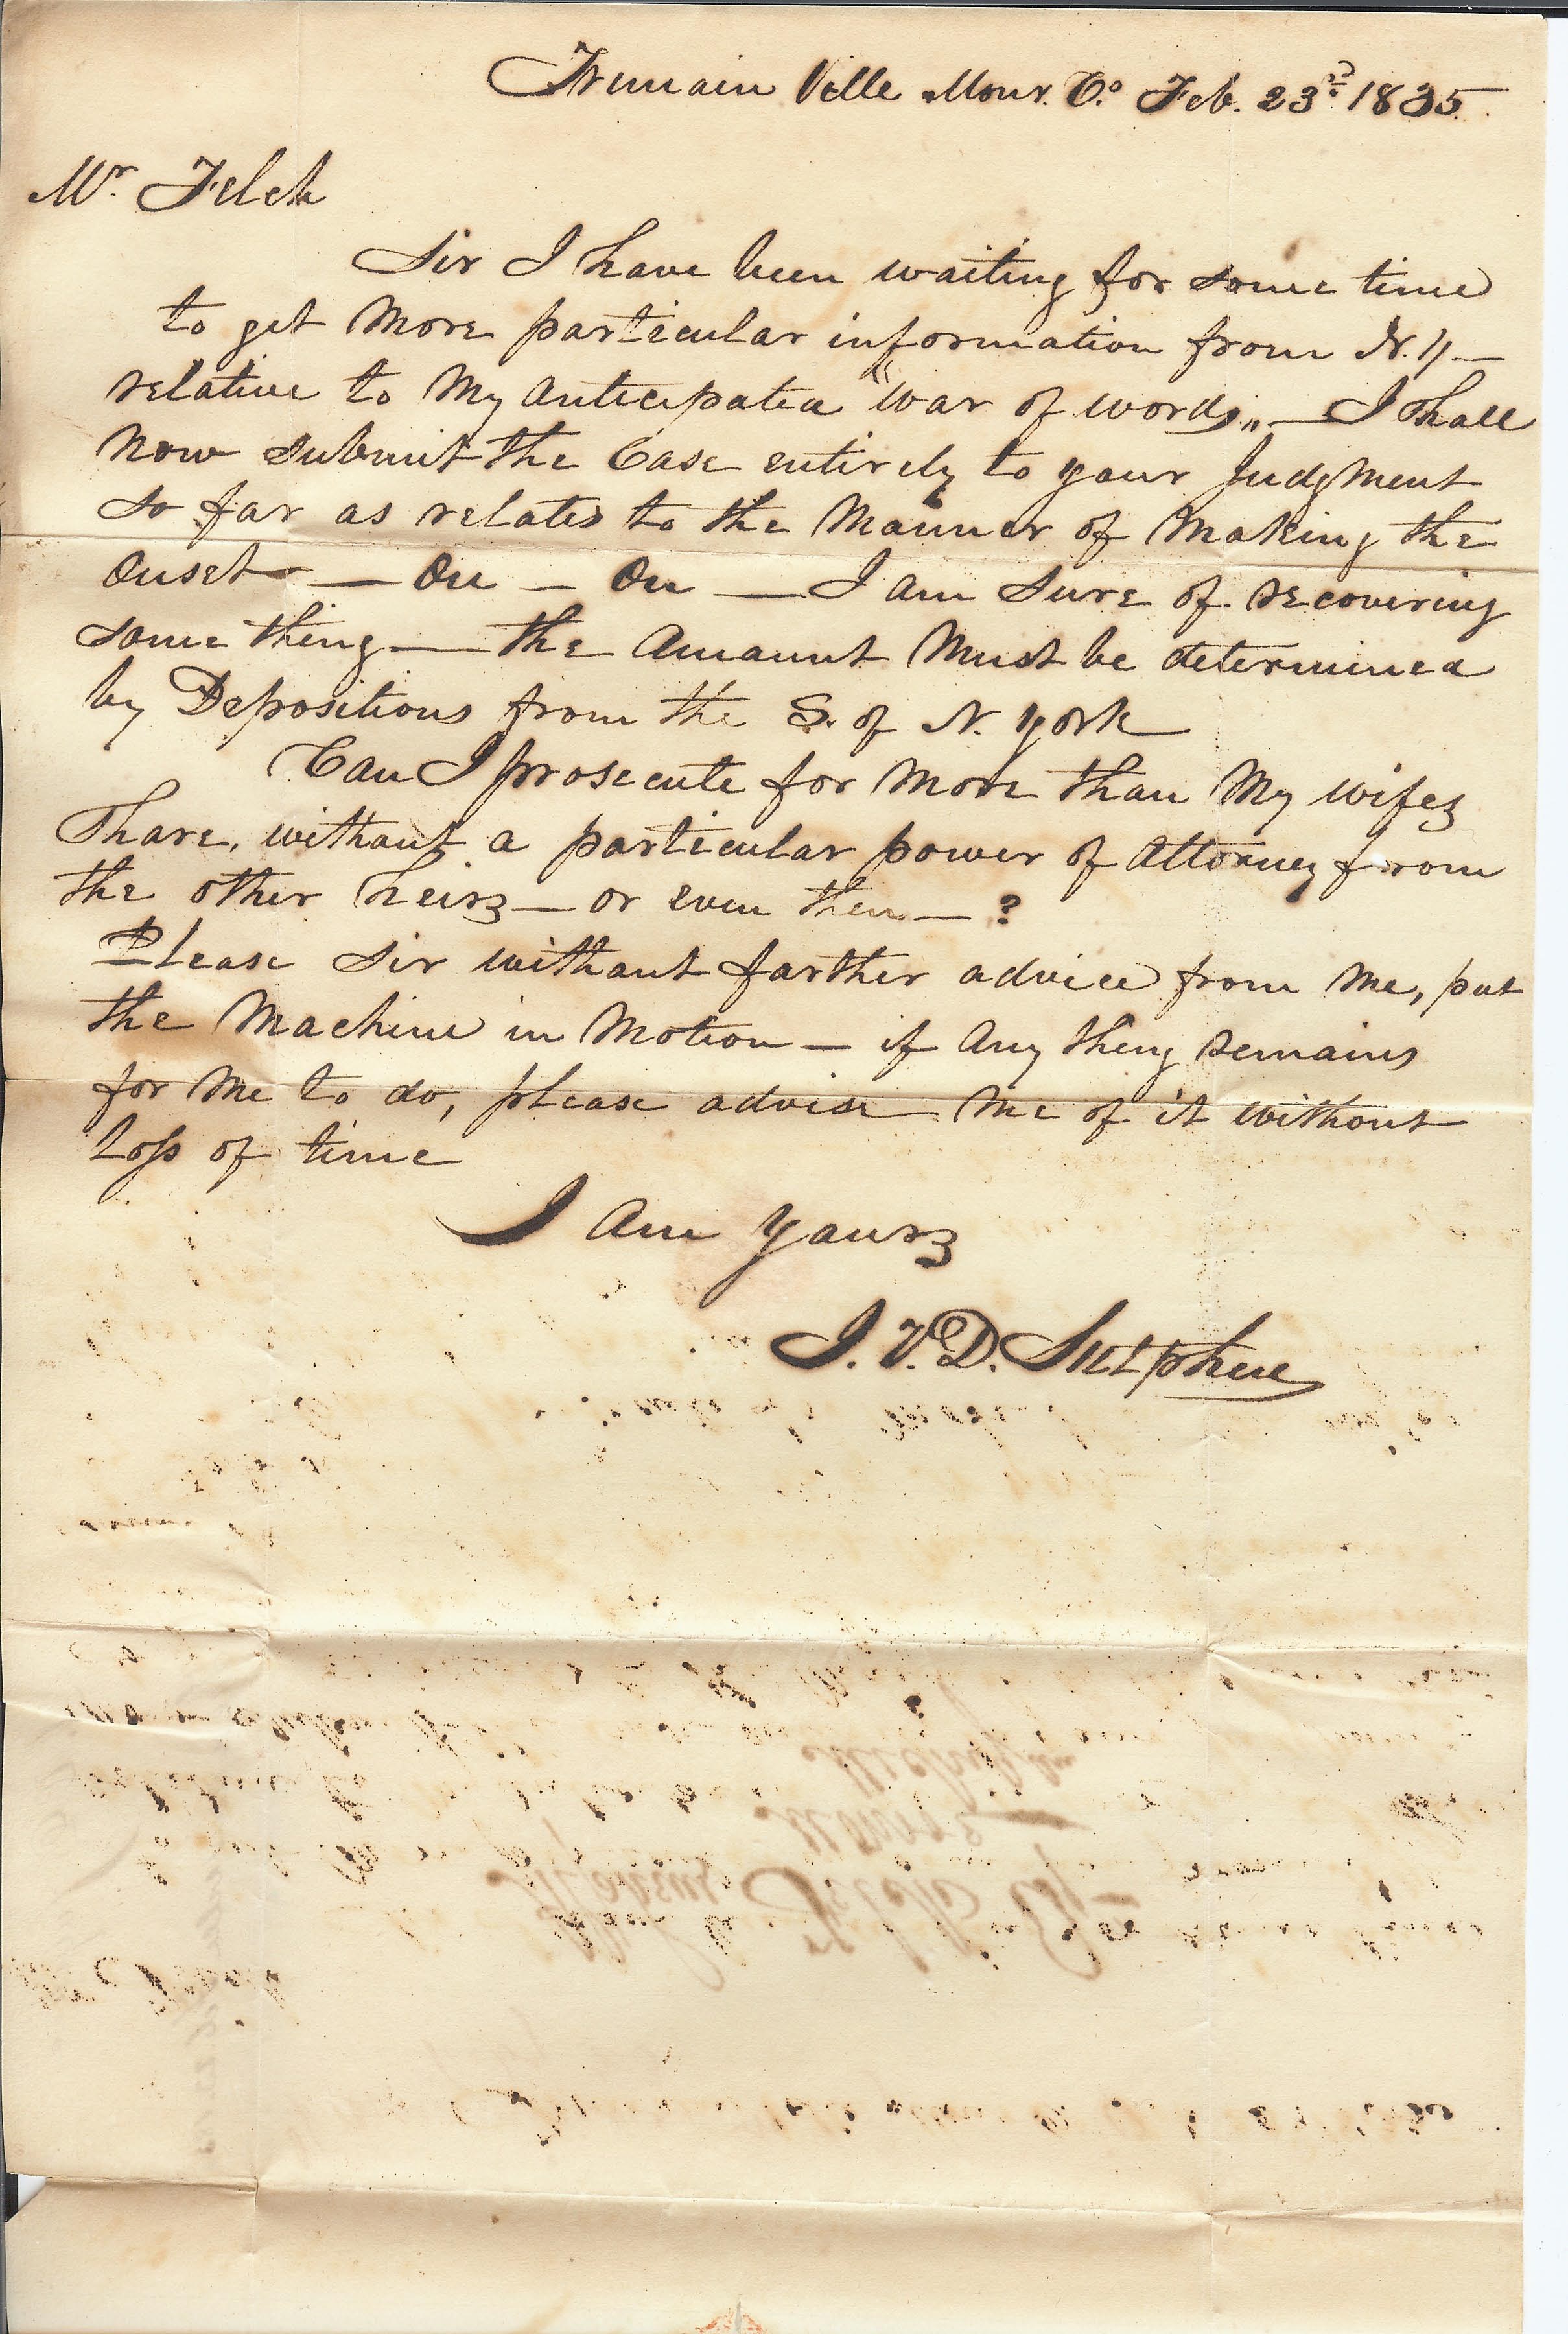 Tremain Ville Monr. Co. Feb. 23d. 1835.
Mr. Felch
Sir I have been waiting for some time
to get More particular information from N.Y—
relative to My anticipated "War of words„ — I shall
Now submit the Case entirely to your Judgment
so far as relates to the Manner of Making the
Onset — On — On — I am Sure of recovering
some thing — the Amount Must be determined
by Depositions from the S. of N. York
Can I prosecute for More than My wifes
Share, without a particular power of Attorney from
the other heirs — or even then — ?
Please Sir without farther advice from Me, put
the Machine in Motion — if Any thing remains
for Me to do, please advise Me of it without
Loss of time
I Am Yours
J. V. D. Sutphen